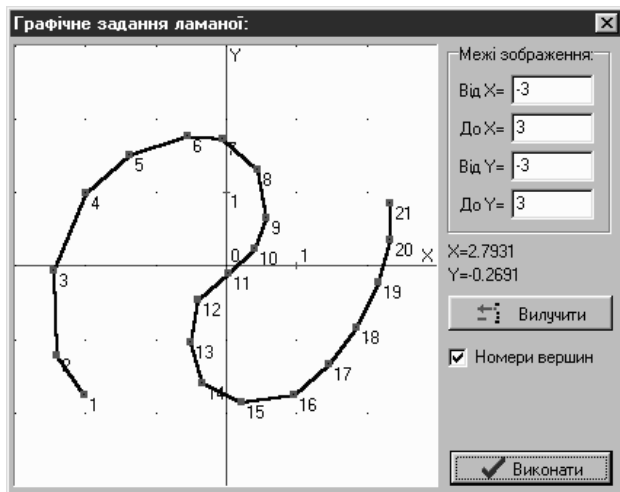 Графічне задання ламаної:
Y
6
7
5
8
4
1
9
21
0
10
20
X
1
3
11
19
12
18
13
2
17
14
16
1
15
Межі зображення:
Від X= -3
До X= 3
Від Y= -3
До Y= 3
X=2.7931
Y=-0.2691
Вилучити
Номери вершин
Виконати